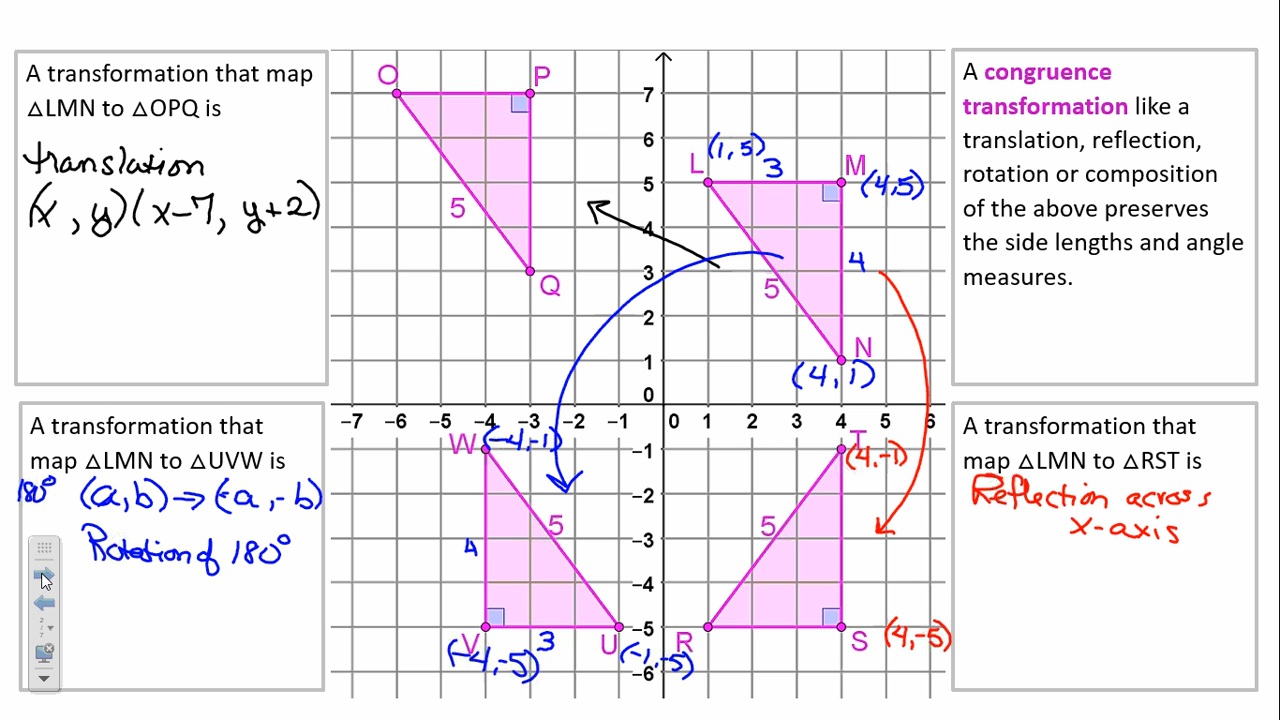 A transformation that map
△LMN to △OPQ is
translation
(x , y)(x-7, y+2)
A transformation that
map △LMN to △UVW is
180° (a,b) → (-a, -b)
Rotation of 180°
O
P
5
Q
7
6
5
4
3
2
1
0
-7 -6 -5 -4 -3 -2 -1 0 1 2 3 4 5 6
-1
-2
-3
-4
-5
-6
(1, 5)
L
3
M
(4,5)
4
5
N
(4, 1)
W
(-4,-1)
5
4
V
3
U
(-4,-5)
(-1,-5)
T
(4,-1)
5
R
S
(4,-5)
A congruence
transformation like a
translation, reflection,
rotation or composition
of the above preserves
the side lengths and angle
measures.
A transformation that
map △LMN to △RST is
Reflection across
x-axis